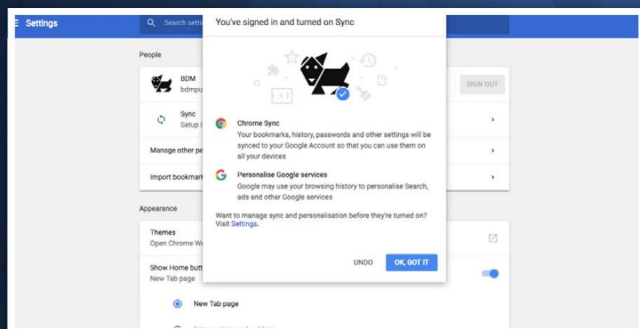 Settings
Search setti
You've signed in and turned on Sync
People
BDM
bdmpu
SIGN OUT
Sync
Setup i
Chrome Sync
Your bookmarks, history, passwords and other settings will be
synced to your Google Account so that you can use them on
all your devices
Manage other pe
Import bookmark
Personalise Google services
Google may use your browsing history to personalise Search,
ads and other Google services
Appearance
Want to manage sync and personalisation before they're turned on?
Visit Settings.
Themes
Open Chrome We
UNDO
OK, GOT IT
Show Home butt
New Tab page
New Tab page